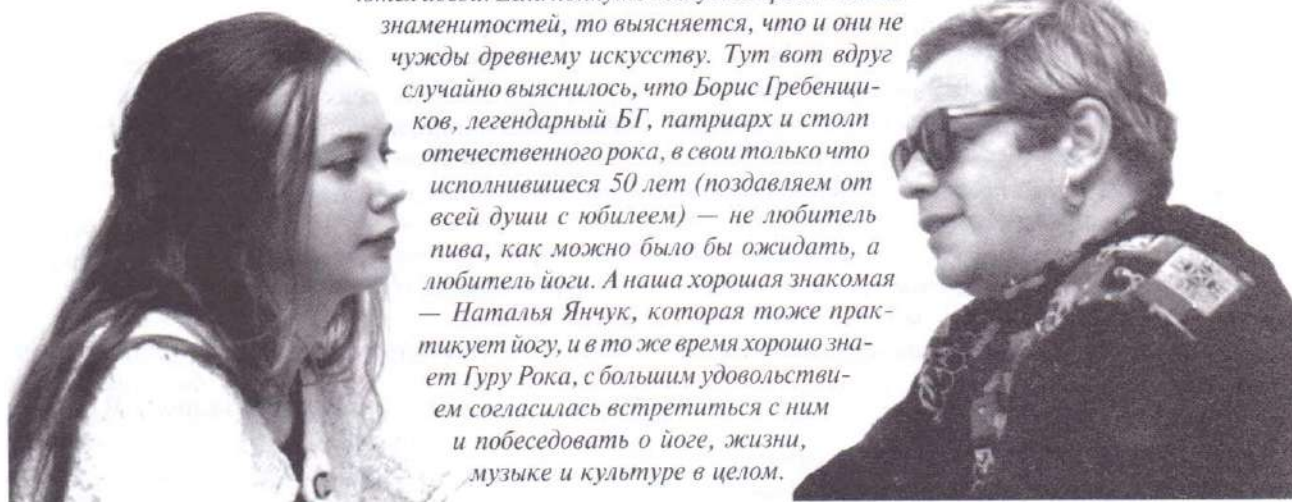 знаменитостей, то выясняется, что и они не
чужды древнему искусству. Тут вот вдруг
случайно выяснилось, что Борис Гребенщи-
ков, легендарный БГ, патриарх и столп
отечественного рока, в свои только что
исполнившиеся 50 лет (поздавляем от
всей души с юбилеем) — не любитель
пива, как можно было бы ожидать, а
любитель йоги. А наша хорошая знакомая
— Наталья Янчук, которая тоже прак-
тикует йогу, и в то же время хорошо зна-
ет Гуру Рока, с большим удовольстви-
ем согласилась встретиться с ним
и побеседовать о йоге, жизни,
музыке и культуре в целом.